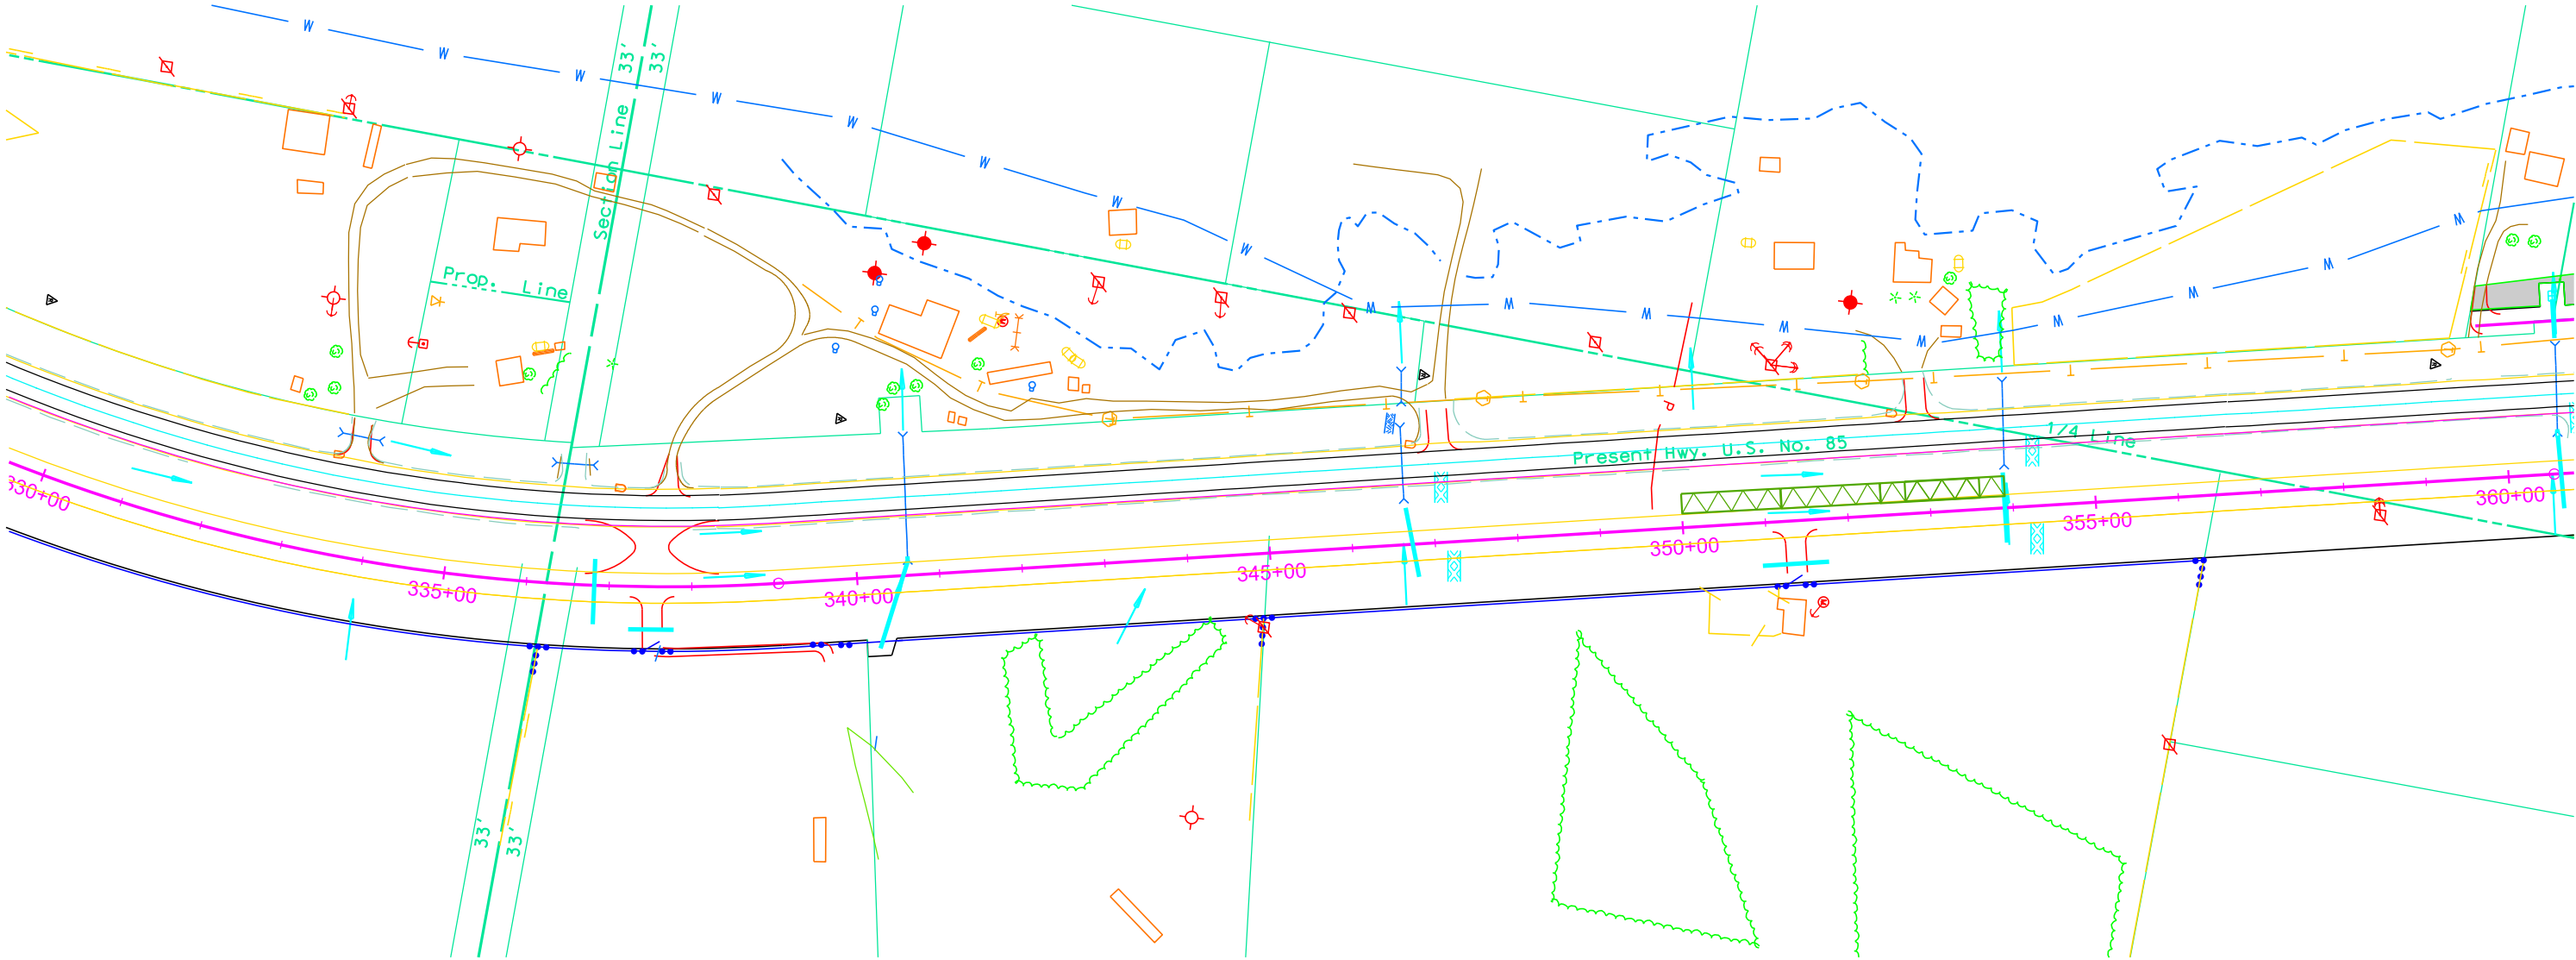 W W W W W W W W W W W W W W W W W W
33'
33'
Section Line
Prop. Line
T T T T T T T T T T T
P
Present Hwy. U.S. No. 85
1/4 Line
330+00
335+00
340+00
345+00
350+00
355+00
360+00
33'
33'